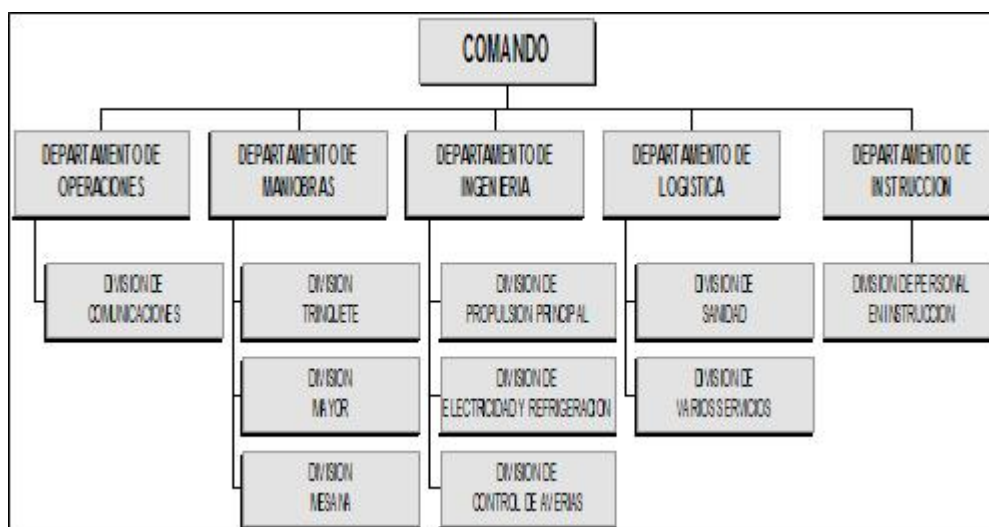 COMANDO
DEPARTAMENTO DE
OPERACIONES
DEPARTAMENTO DE
MANIOBRAS
DEPARTAMENTO DE
INGENIERIA
DEPARTAMENTO DE
LOGISTICA
DEPARTAMENTO DE
INSTRUCCION
DIVISION DE
COMUNICACIONES
DIVISION
TRINQUETE
DIVISION DE
PROPULSION PRINCIPAL
DIVISION DE
SANIDAD
DIVISION DE PERSONAL
EN INSTRUCCION
DIVISION
MAYOR
DIVISION DE
ELECTRICIDAD Y REFRIGERACION
DIVISION DE
VARIOS SERVICIOS
DIVISION
MESANA
DIVISION DE
CONTROL DE AVERIAS